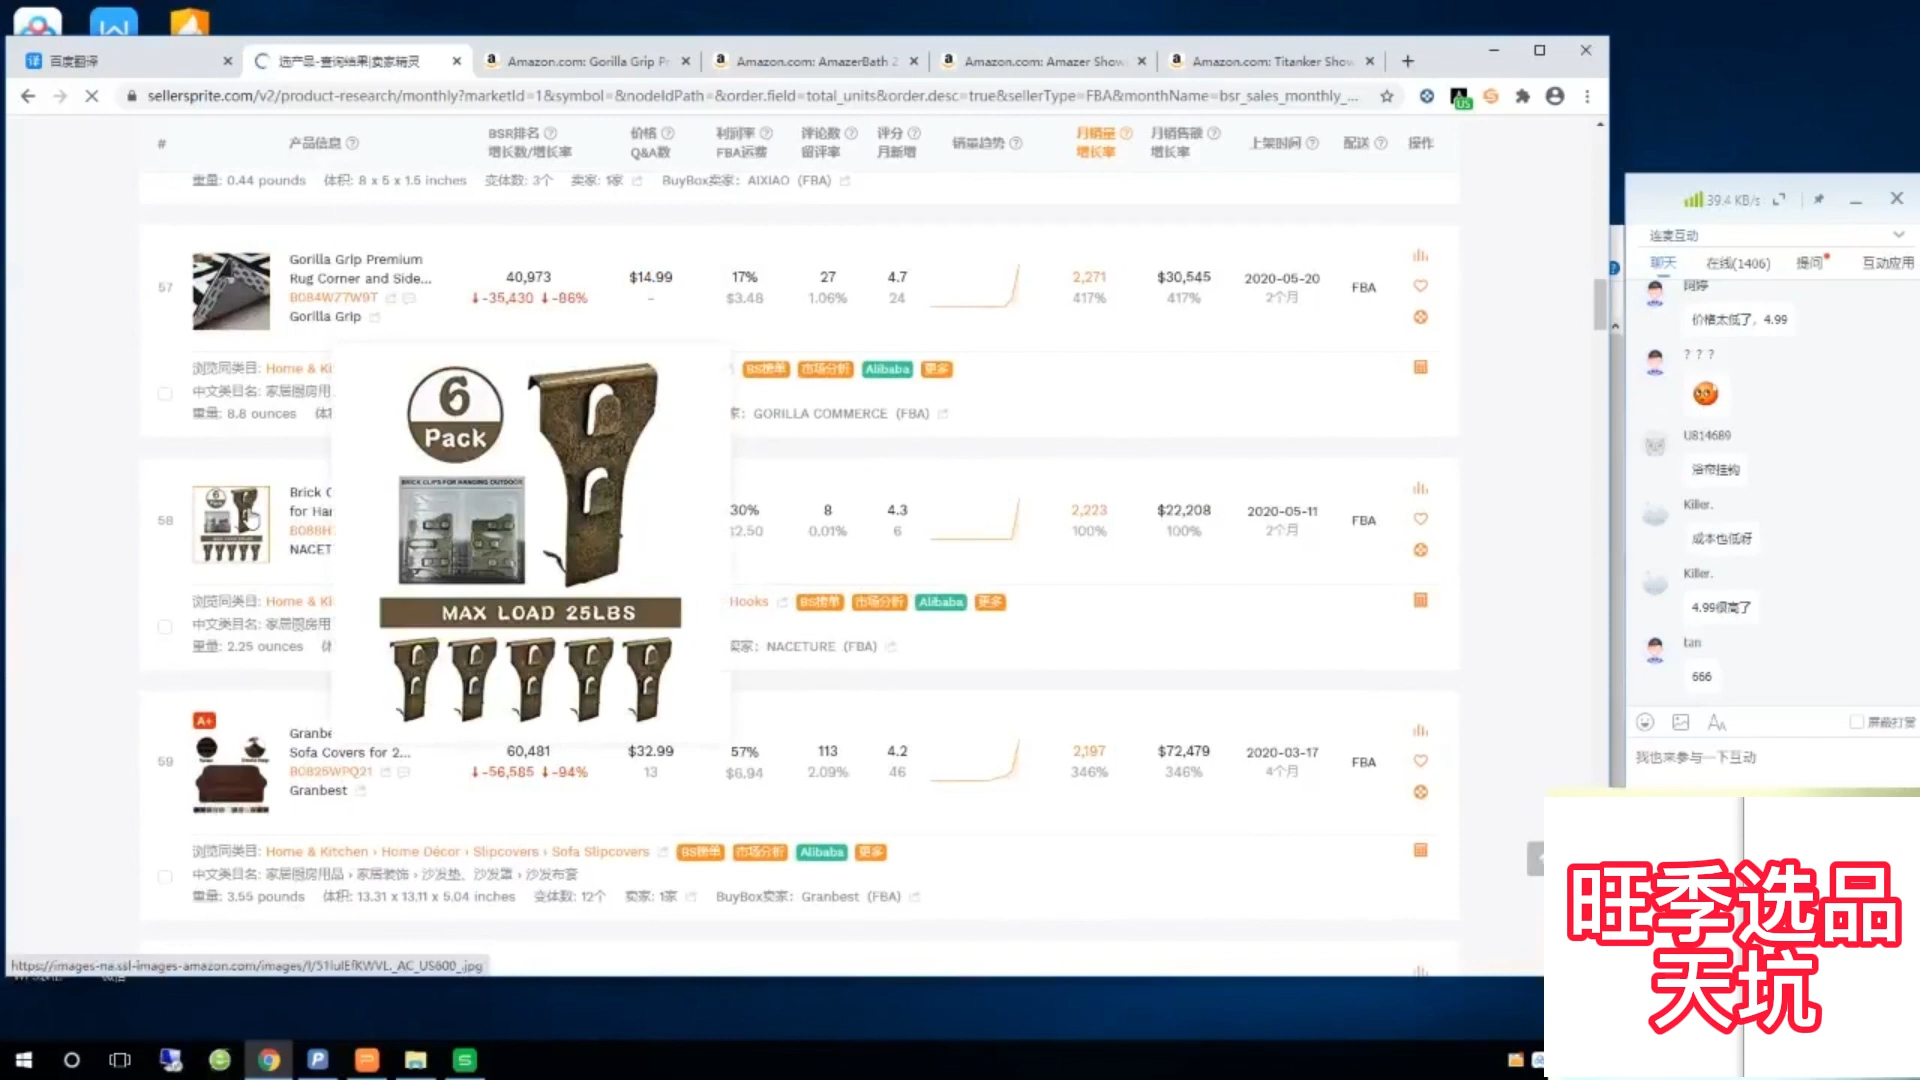 百度翻译
选产品-查询结果|卖家精灵
Amazon.com: Gorilla Grip Pr
Amazon.com: AmazerBath 2
Amazon.com: Amazer Show
Amazon.com: Titanker Show
sellersprite.com/v2/product-research/monthly?marketId=1&symbol=&nodeIdPath=&order.field=total_units&order.desc=true&sellerType=FBA&monthName=bsr_sales_monthly_...
# 产品信息 BSR排名 价格 利润率 评论数 评分 销量趋势 月销量 月销售额 上架时间 配送 操作
增长数/增长率 Q&A数 FBA运费 留评率 月新增 增长率 增长率
重量: 0.44 pounds 体积: 8 x 5 x 1.5 inches 变体数: 3个 卖家: 1家 BuyBox卖家: AIXIAO (FBA)
57
Gorilla Grip Premium
Rug Corner and Side...
B084W77W9T
Gorilla Grip
40,973 $14.99 17% 27 4.7 2,271 $30,545 2020-05-20 FBA
↓-35,430 ↓-86% – $3.48 1.06% 24 417% 417% 2个月
浏览同类目: Home & Ki
BS榜单 市场分析 Alibaba 更多
中文类目名: 家居厨房用
重量: 8.8 ounces 体
家: GORILLA COMMERCE (FBA)
6
Pack
BRICK CLIPS FOR HANGING OUTDOOR
MAX LOAD 25LBS
58
Brick C
for Har
B088H
NACET
30% 8 4.3 2,223 $22,208 2020-05-11 FBA
12.50 0.01% 6 100% 100% 2个月
浏览同类目: Home & Ki
Hooks BS榜单 市场分析 Alibaba 更多
中文类目名: 家居厨房用
重量: 2.25 ounces 体
卖家: NACETURE (FBA)
A+
59
Granbe
Sofa Covers for 2...
B0825WPQ21
Granbest
60,481 $32.99 57% 113 4.2 2,197 $72,479 2020-03-17 FBA
↓-56,585 ↓-94% 13 $6.94 2.09% 46 346% 346% 4个月
浏览同类目: Home & Kitchen › Home Décor › Slipcovers › Sofa Slipcovers BS榜单 市场分析 Alibaba 更多
中文类目名: 家居厨房用品 › 家居装饰 › 沙发垫、沙发罩 › 沙发布套
重量: 3.55 pounds 体积: 13.31 x 13.11 x 5.04 inches 变体数: 12个 卖家: 1家 BuyBox卖家: Granbest (FBA)
https://images-na.ssl-images-amazon.com/images/I/51IulEfKWVL._AC_US600_.jpg
39.4 KB/s
连麦互动
聊天 在线(1406) 提问 互动应用
阿婷
价格太低了，4.99
? ? ?
U814689
浴帘挂钩
Killer.
成本也低呀
Killer.
4.99很高了
tan
666
屏蔽打赏
我也来参与一下互动
旺季选品
天坑